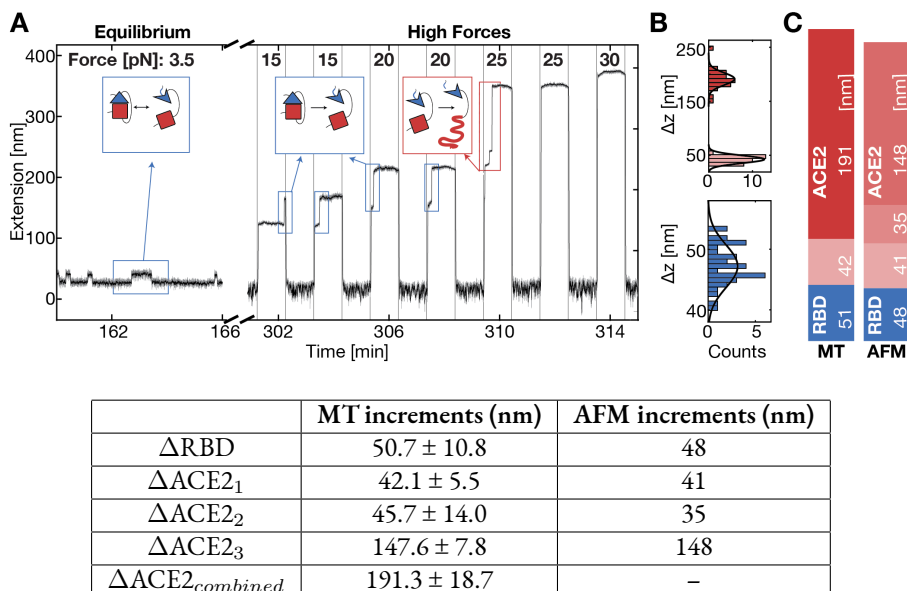 A
Equilibrium
High Forces
B
C
Force [pN]: 3.5
15 15 20 20 25 25 30
Extension [nm]
400
300
200
100
0
162 166 302 306 310 314
Time [min]
Δz [nm]
250
150
50
0 10
Δz [nm]
50
40
0 5
Counts
ACE2 191 [nm]
42
RBD 51
MT
ACE2 148 [nm]
35
41
RBD 48
AFM
MT increments (nm) AFM increments (nm)
ΔRBD 50.7 ± 10.8 48
ΔACE2₁ 42.1 ± 5.5 41
ΔACE2₂ 45.7 ± 14.0 35
ΔACE2₃ 147.6 ± 7.8 148
ΔACE2combined 191.3 ± 18.7 –